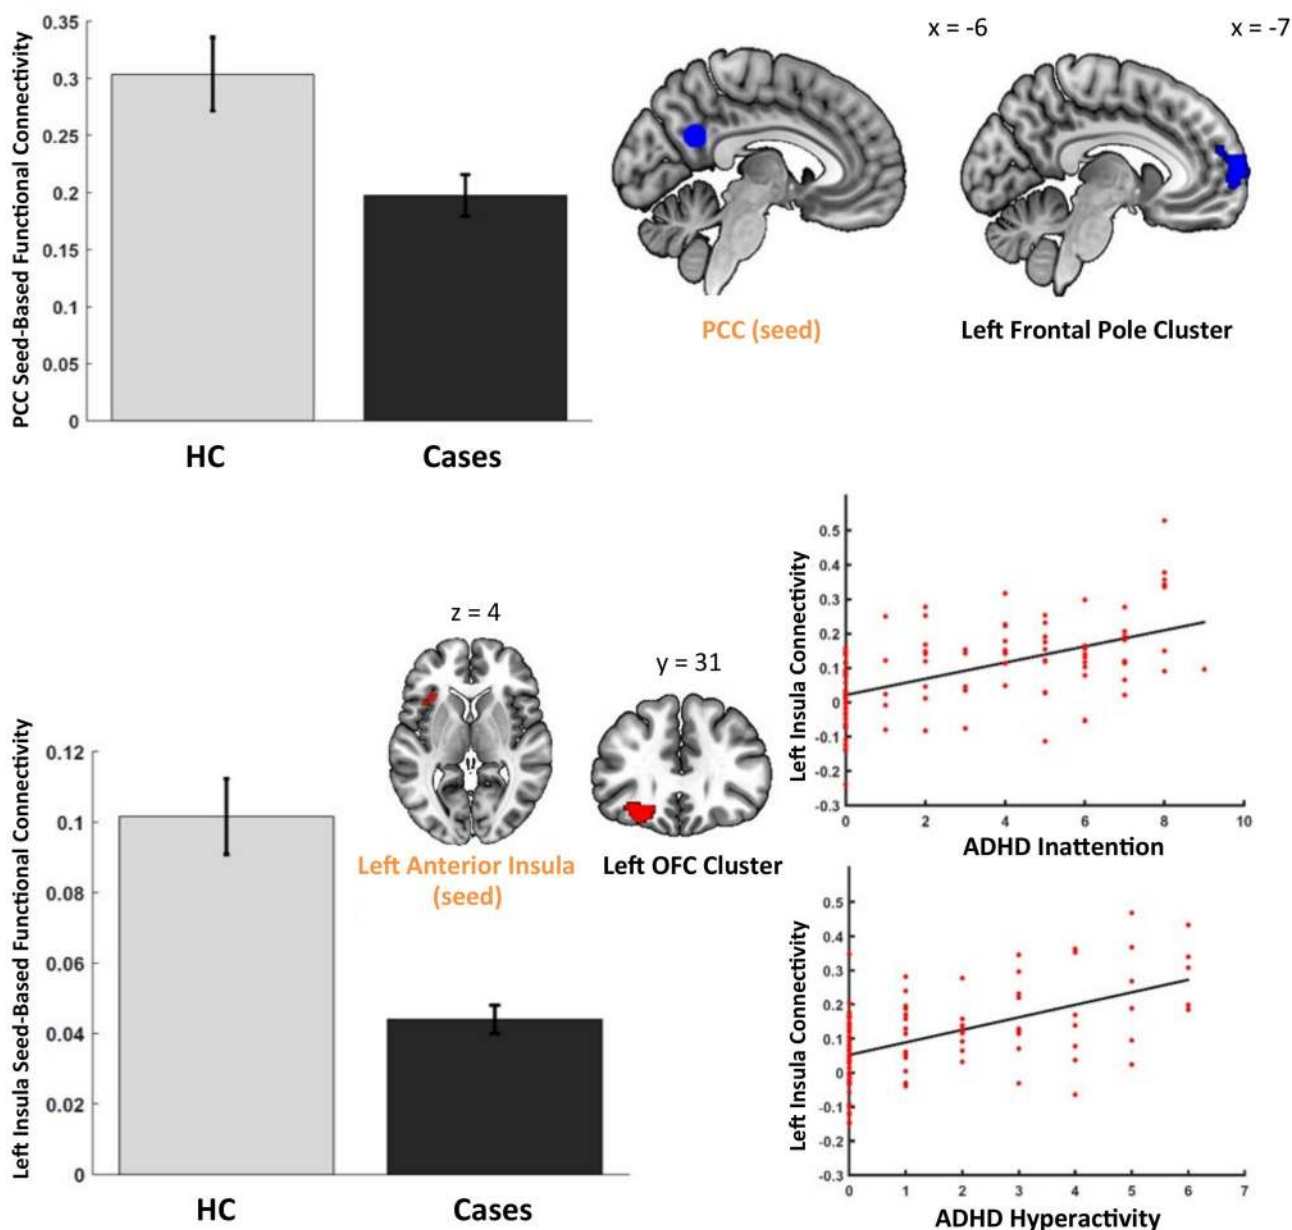 PCC Seed-Based Functional Connectivity
0.35
0.3
0.25
0.2
0.15
0.1
0.05
0
HC
Cases
x = -6
x = -7
PCC (seed)
Left Frontal Pole Cluster
Left Insula Seed-Based Functional Connectivity
0.12
0.1
0.08
0.06
0.04
0.02
0
HC
Cases
z = 4
y = 31
Left Anterior Insula
(seed)
Left OFC Cluster
Left Insula Connectivity
0.5
0.4
0.3
0.2
0.1
0
-0.1
-0.2
-0.3
0 2 4 6 8 10
ADHD Inattention
Left Insula Connectivity
0.5
0.4
0.3
0.2
0.1
0
-0.1
-0.2
-0.3
0 1 2 3 4 5 6 7
ADHD Hyperactivity